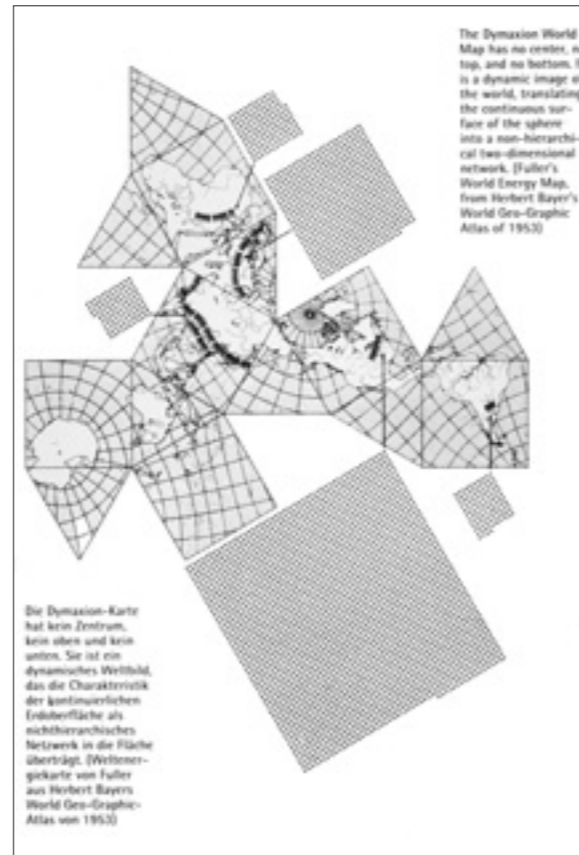 The Dymaxion World
Map has no center, n
top, and no bottom. I
is a dynamic image o
the world, translating
the continuous sur-
face of the sphere
into a non-hierarchi-
cal two-dimensional
network. (Fuller's
World Energy Map,
from Herbert Bayer's
World Geo-Graphic
Atlas of 1953)
Die Dymaxion-Karte
hat kein Zentrum,
kein oben und kein
unten. Sie ist ein
dynamisches Weltbild,
das die Charakteristik
der kontinuierlichen
Erdoberfläche als
nichthierarchisches
Netzwerk in die Fläche
überträgt. (Weltener-
giekarte von Fuller
aus Herbert Bayers
World Geo-Graphic-
Atlas von 1953)